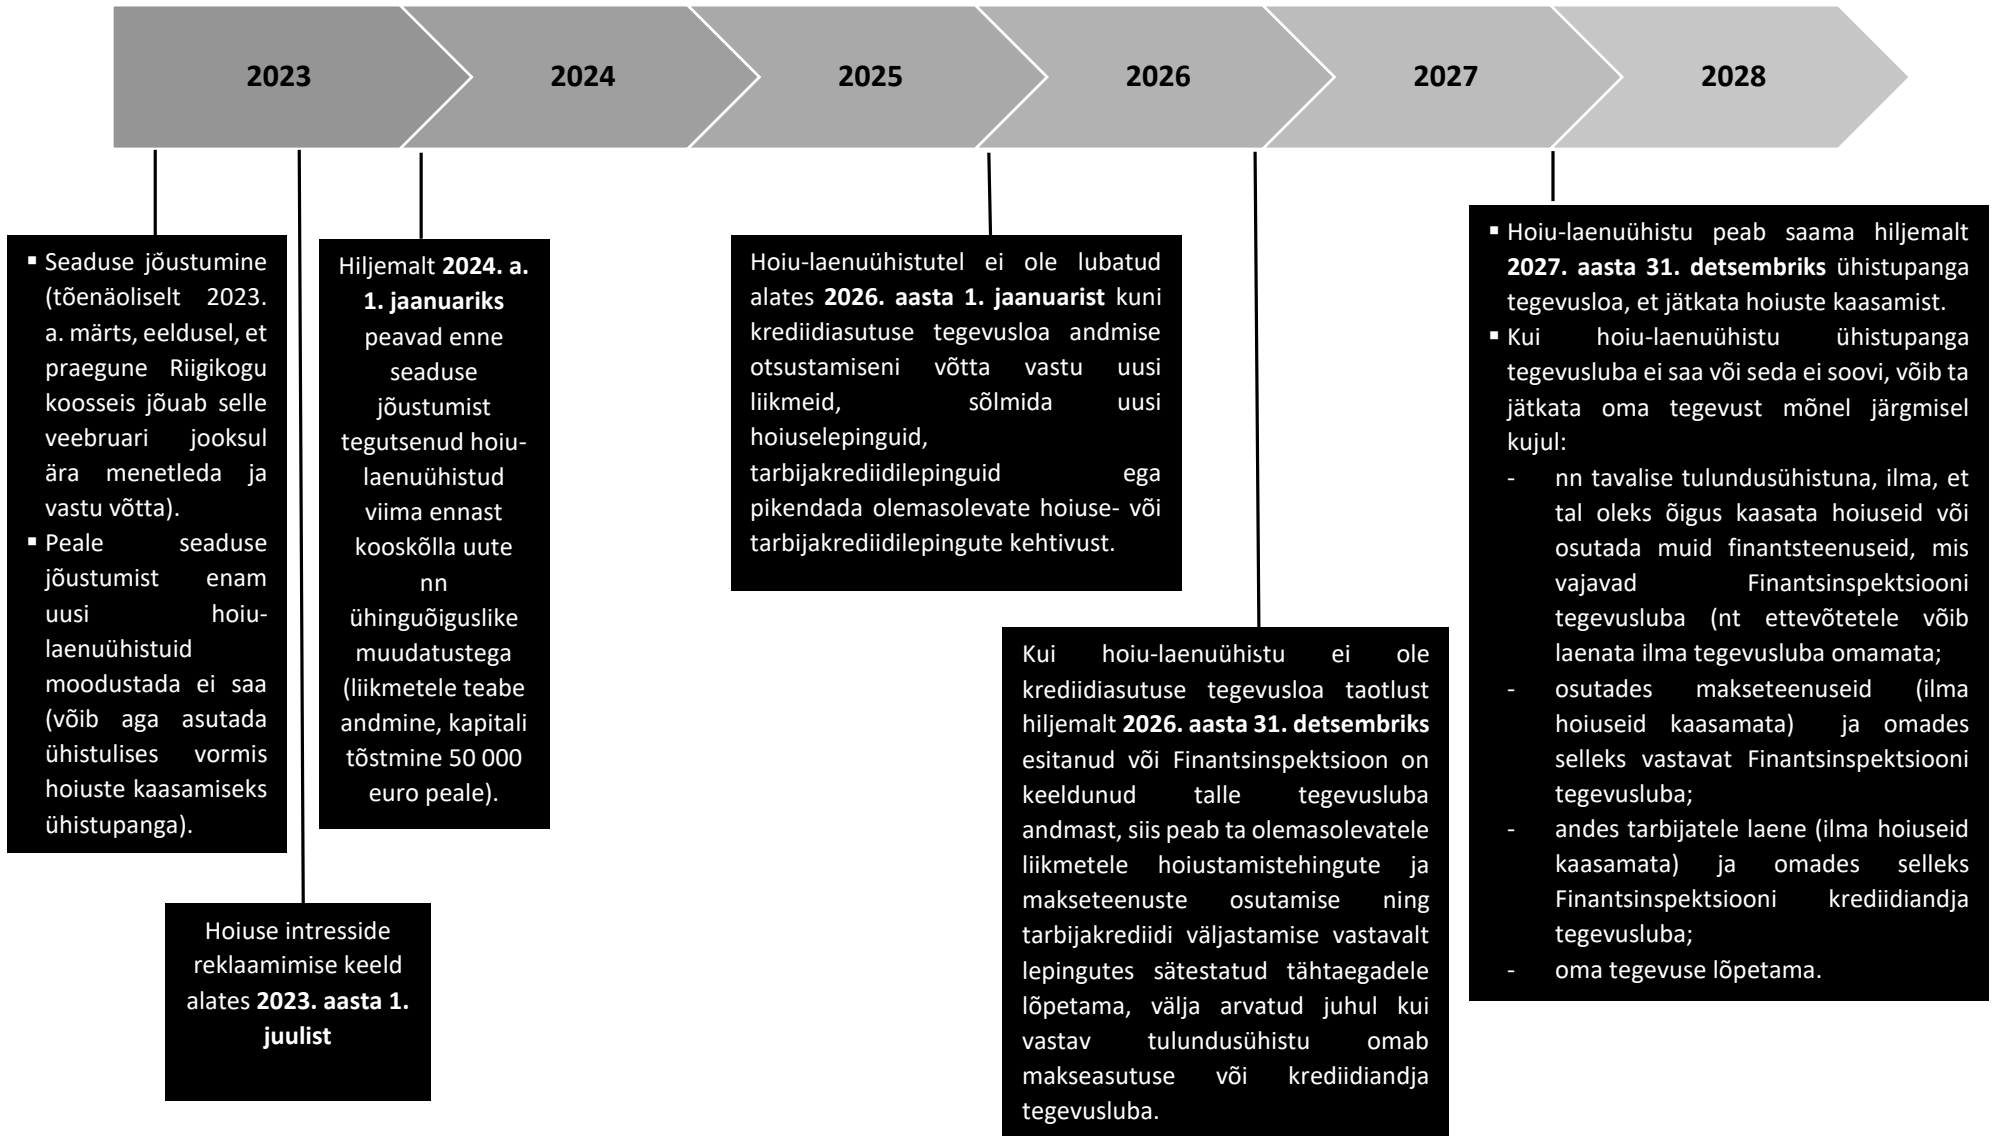 2023
2024
2025
2026
2027
2028
▪ Seaduse jõustumine
(tõenäoliselt 2023.
a. märts, eeldusel, et
praegune Riigikogu
koosseis jõuab selle
veebruari jooksul
ära menetleda ja
vastu võtta).
▪ Peale seaduse
jõustumist enam
uusi hoiu-
laenuühistuid
moodustada ei saa
(võib aga asutada
ühistulises vormis
hoiuste kaasamiseks
ühistupanga).
Hoiuse intresside
reklaamimise keeld
alates 2023. aasta 1.
juulist
Hiljemalt 2024. a.
1. jaanuariks
peavad enne
seaduse
jõustumist
tegutsenud hoiu-
laenuühistud
viima ennast
kooskõlla uute
nn
ühinguõiguslike
muudatustega
(liikmetele teabe
andmine, kapitali
tõstmine 50 000
euro peale).
Hoiu-laenuühistutel ei ole lubatud
alates 2026. aasta 1. jaanuarist kuni
krediidiasutuse tegevusloa andmise
otsustamiseni võtta vastu uusi
liikmeid, sõlmida uusi
hoiuselepinguid,
tarbijakrediidilepinguid ega
pikendada olemasolevate hoiuse- või
tarbijakrediidilepingute kehtivust.
Kui hoiu-laenuühistu ei ole
krediidiasutuse tegevusloa taotlust
hiljemalt 2026. aasta 31. detsembriks
esitanud või Finantsinspektsioon on
keeldunud talle tegevusluba
andmast, siis peab ta olemasolevatele
liikmetele hoiustamistehingute ja
makseteenuste osutamise ning
tarbijakrediidi väljastamise vastavalt
lepingutes sätestatud tähtaegadele
lõpetama, välja arvatud juhul kui
vastav tulundusühistu omab
makseasutuse või krediidiandja
tegevusluba.
▪ Hoiu-laenuühistu peab saama hiljemalt
2027. aasta 31. detsembriks ühistupanga
tegevusloa, et jätkata hoiuste kaasamist.
▪ Kui hoiu-laenuühistu ühistupanga
tegevusluba ei saa või seda ei soovi, võib ta
jätkata oma tegevust mõnel järgmisel
kujul:
- nn tavalise tulundusühistuna, ilma, et
tal oleks õigus kaasata hoiuseid või
osutada muid finantsteenuseid, mis
vajavad Finantsinspektsiooni
tegevusluba (nt ettevõtetele võib
laenata ilma tegevusluba omamata;
- osutades makseteenuseid (ilma
hoiuseid kaasamata) ja omades
selleks vastavat Finantsinspektsiooni
tegevusluba;
- andes tarbijatele laene (ilma hoiuseid
kaasamata) ja omades selleks
Finantsinspektsiooni krediidiandja
tegevusluba;
- oma tegevuse lõpetama.